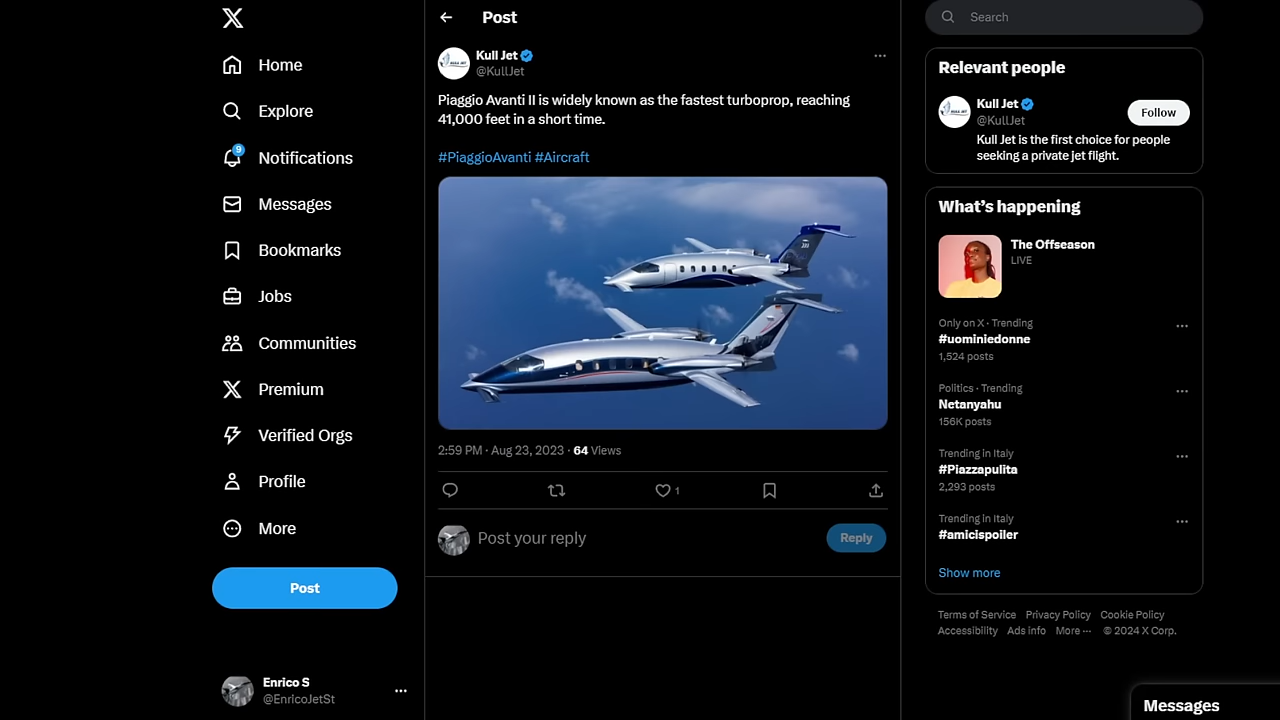 Home
Explore
9
Notifications
Messages
Bookmarks
Jobs
Communities
Premium
Verified Orgs
Profile
More
Post
Enrico S
@EnricoJetSt
Post
Kull Jet
@KullJet
Piaggio Avanti II is widely known as the fastest turboprop, reaching
41,000 feet in a short time.
#PiaggioAvanti #Aircraft
2:59 PM · Aug 23, 2023 · 64 Views
1
Post your reply
Reply
Search
Relevant people
Kull Jet
@KullJet
Follow
Kull Jet is the first choice for people
seeking a private jet flight.
What's happening
The Offseason
LIVE
Only on X · Trending
#uominiedonne
1,524 posts
Politics · Trending
Netanyahu
156K posts
Trending in Italy
#Piazzapulita
2,293 posts
Trending in Italy
#amicispoiler
Show more
Terms of Service Privacy Policy Cookie Policy
Accessibility Ads info More ··· © 2024 X Corp.
Messages